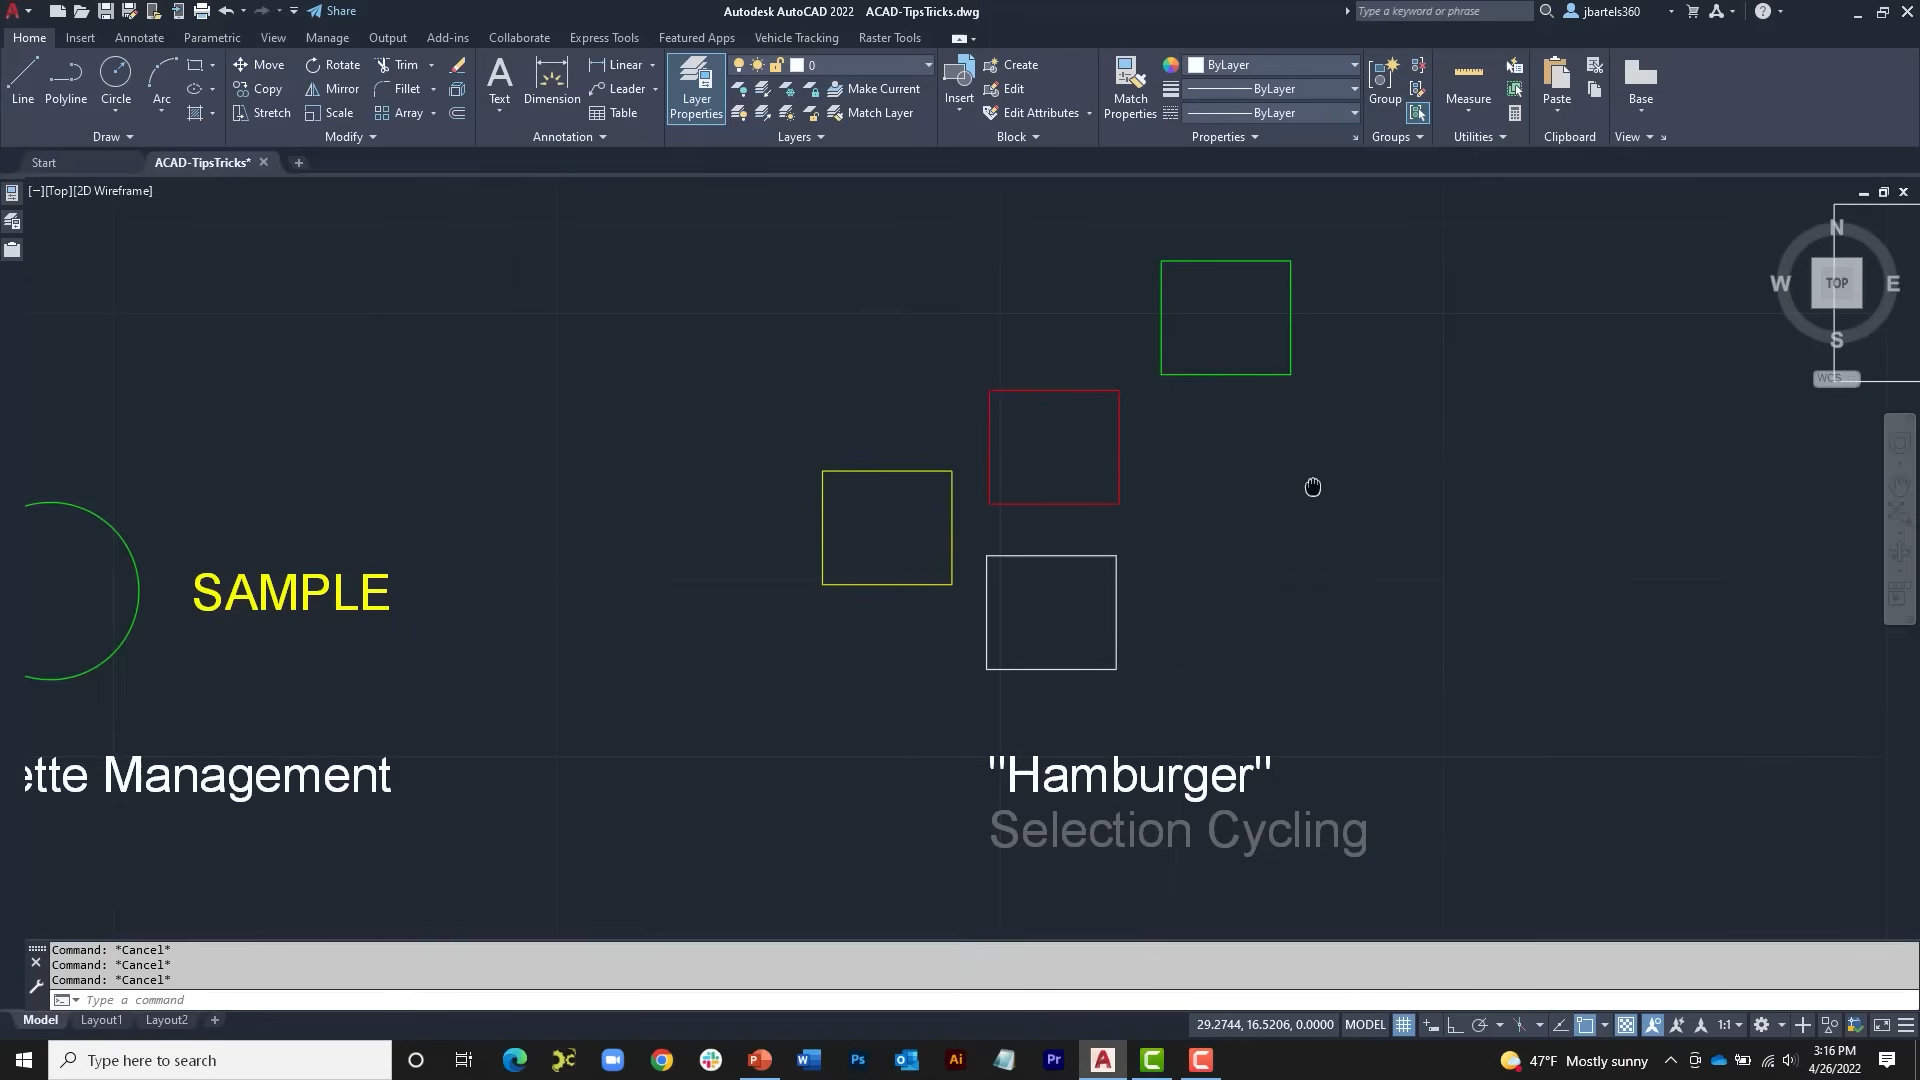 Share
Autodesk AutoCAD 2022 ACAD-TipsTricks.dwg
Type a keyword or phrase
jbartels360
Home Insert Annotate Parametric View Manage Output Add-ins Collaborate Express Tools Featured Apps Vehicle Tracking Raster Tools
Line Polyline Circle Arc
Move Rotate Trim
Copy Mirror Fillet
Stretch Scale Array
Text Dimension
Linear
Leader
Table
Layer Properties
0
Make Current
Match Layer
Insert
Create
Edit
Edit Attributes
Match Properties
ByLayer
ByLayer
ByLayer
Group
Measure
Paste
Base
Draw Modify Annotation Layers Block Properties Groups Utilities Clipboard View
Start ACAD-TipsTricks*
[−][Top][2D Wireframe]
N
W TOP E
S
WCS
SAMPLE
ette Management
"Hamburger"
Selection Cycling
Command: *Cancel*
Command: *Cancel*
Command: *Cancel*
Type a command
Model Layout1 Layout2
29.2744, 16.5206, 0.0000 MODEL 1:1
Type here to search
47°F Mostly sunny
3:16 PM
4/26/2022